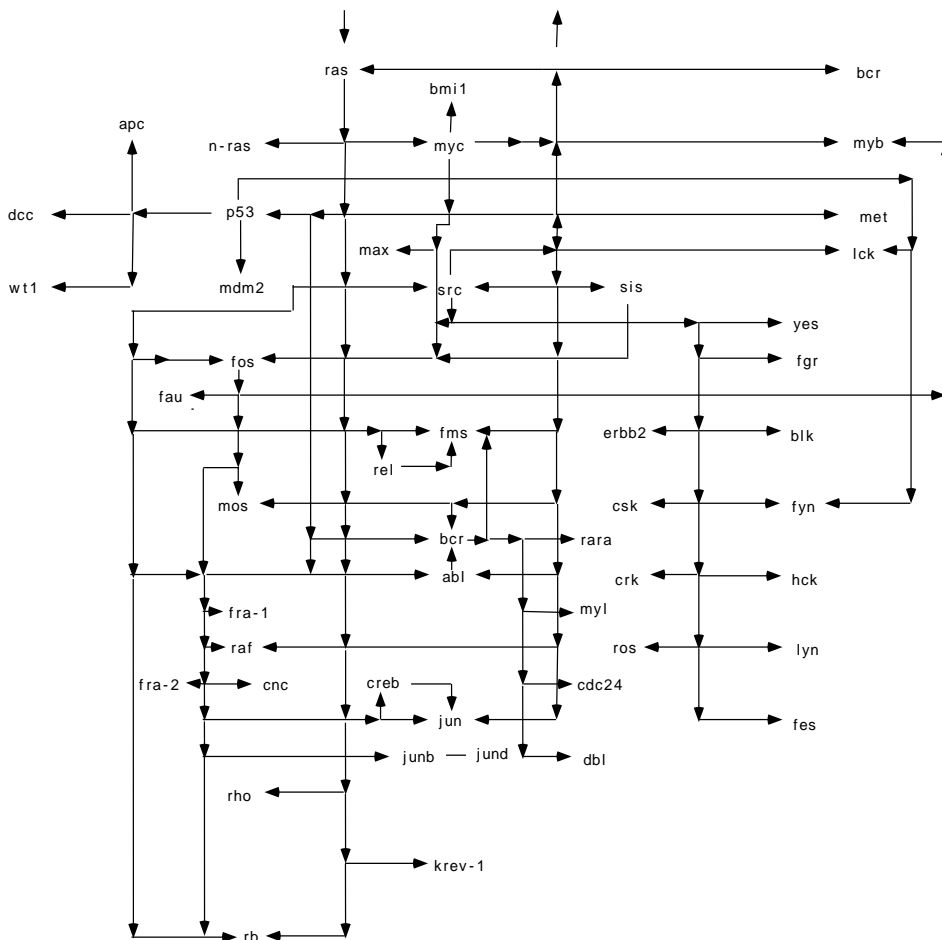 ras
bcr
bmi1
apc
n-ras
myc
myb
dcc
p53
met
max
lck
wt1
mdm2
src
sis
yes
fos
fgr
fau
fms
erbb2
blk
rel
mos
csk
fyn
bcr
rara
abl
crk
hck
fra-1
myl
raf
ros
lyn
fra-2
cnc
creb
cdc24
jun
fes
junb
jund
dbl
rho
krev-1
rb